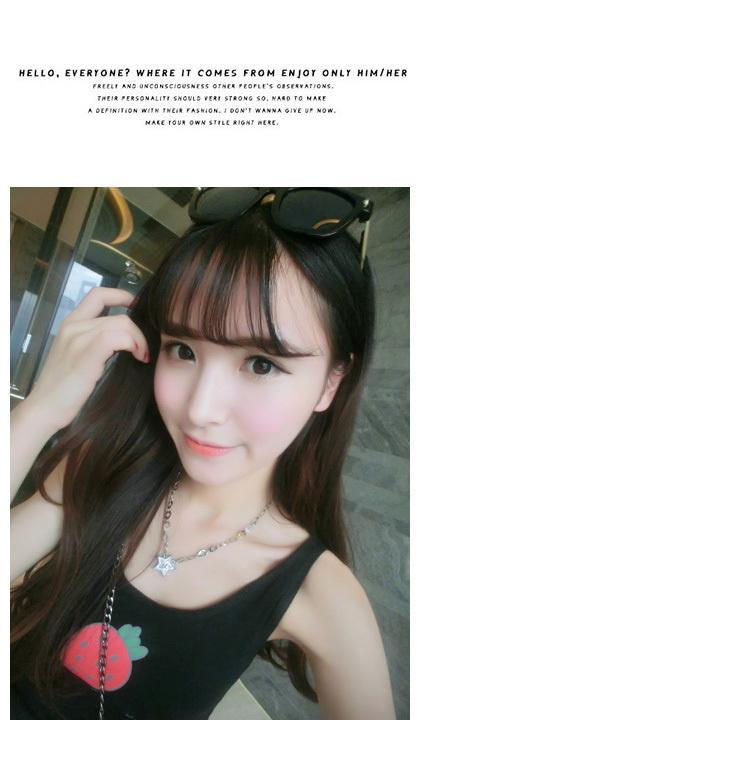 HELLO, EVERYONE? WHERE IT COMES FROM ENJOY ONLY HIM/HER
FREELY AND UNCONSCIOUSNESS OTHER PEOPLE'S OBSERVATIONS.
THEIR PERSONALITY SHOULD VERY STRONG SO, HARD TO MAKE
A DEFINITION WITH THEIR FASHION. I DON'T WANNA GIVE UP NOW.
MAKE YOUR OWN STYLE RIGHT HERE.